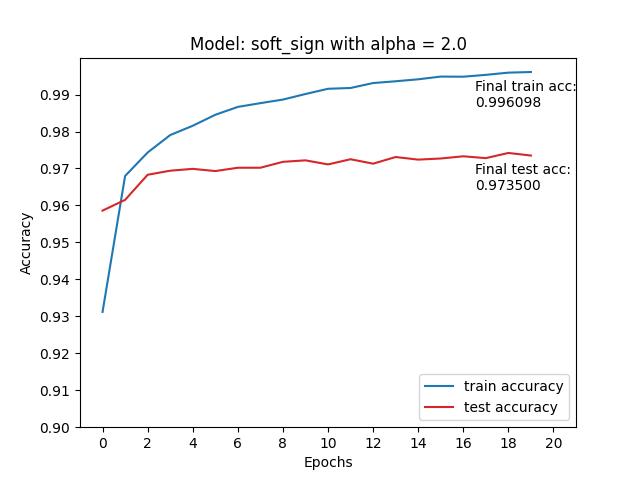 Model: soft_sign with alpha = 2.0
Accuracy
0.99
0.98
0.97
0.96
0.95
0.94
0.93
0.92
0.91
0.90
Final train acc:
0.996098
Final test acc:
0.973500
train accuracy
test accuracy
0 2 4 6 8 10 12 14 16 18 20
Epochs